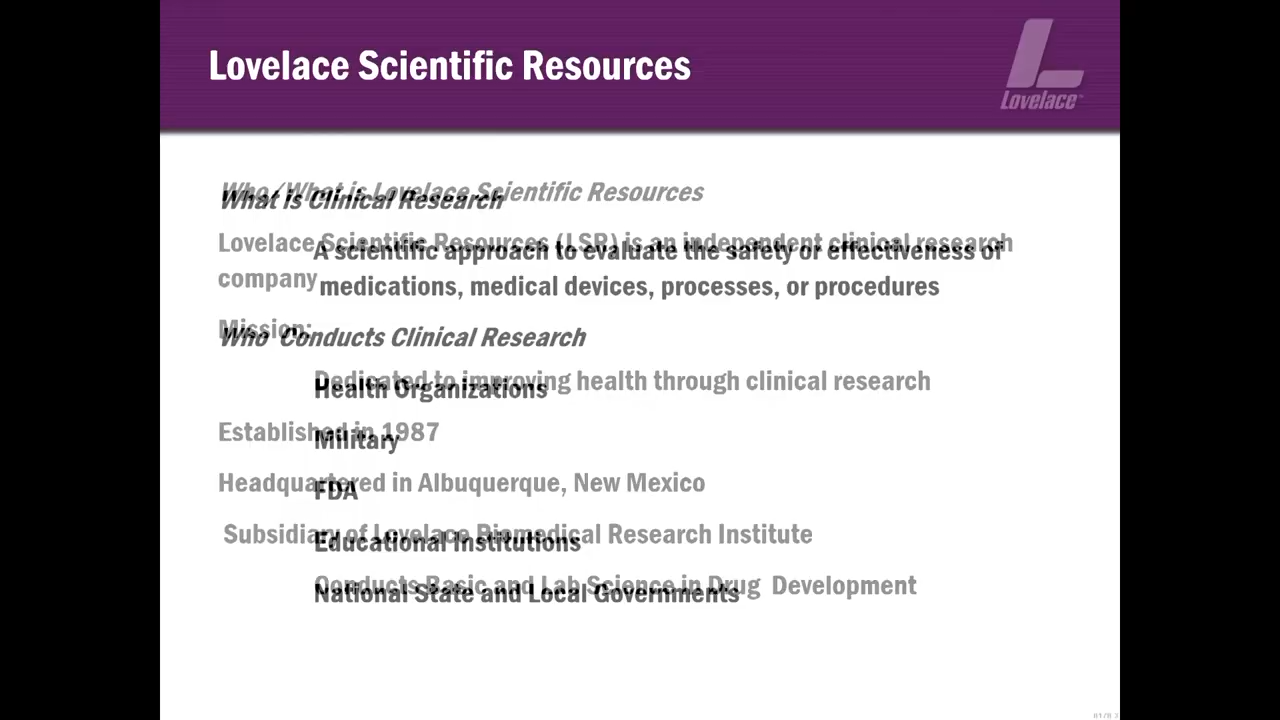 Lovelace Scientific Resources
Lovelace
Who/What is Lovelace Scientific Resources
What is Clinical Research
Lovelace Scientific Resources (LSR) is an independent clinical research
A scientific approach to evaluate the safety or effectiveness of
company
medications, medical devices, processes, or procedures
Mission:
Who Conducts Clinical Research
Dedicated to improving health through clinical research
Health Organizations
Established in 1987
Military
Headquartered in Albuquerque, New Mexico
FDA
Subsidiary of Lovelace Biomedical Research Institute
Educational Institutions
Conducts Basic and Lab Science in Drug Development
National State and Local Governments